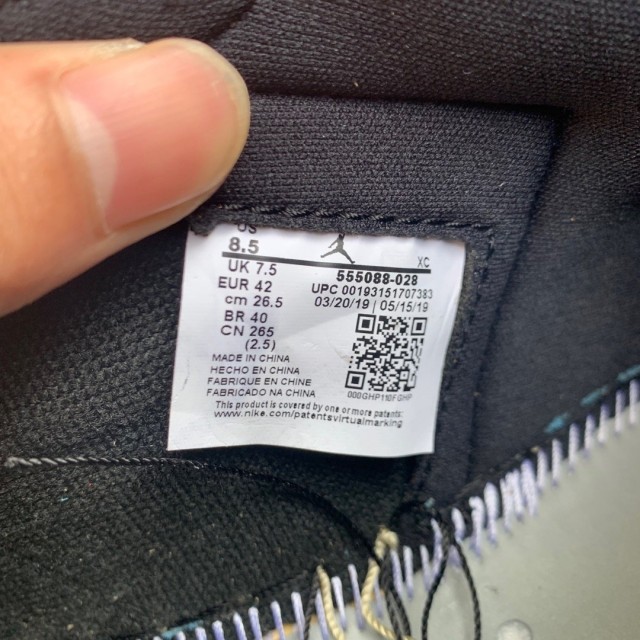 US
8.5
UK 7.5
EUR 42
cm 26.5
BR 40
CN 265
(2.5)
XC
555088-028
UPC 00193151707383
03/20/19 | 05/15/19
000GHP110FGHP
MADE IN CHINA
HECHO EN CHINA
FABRIQUE EN CHINE
FABRICADO NA CHINA
This product is covered by one or more patents:
www.nike.com/patentsvirtualmarking